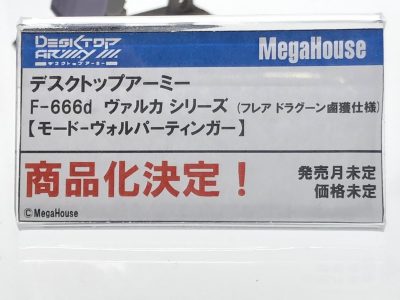 DESKTOP ARMY
デスクトップアーミー
MegaHouse
デスクトップアーミー
F-666d ヴァルカ シリーズ (フレア ドラグーン鹵獲仕様)
【モード-ヴォルパーティンガー】
商品化決定！
発売月未定
価格未定
©MegaHouse